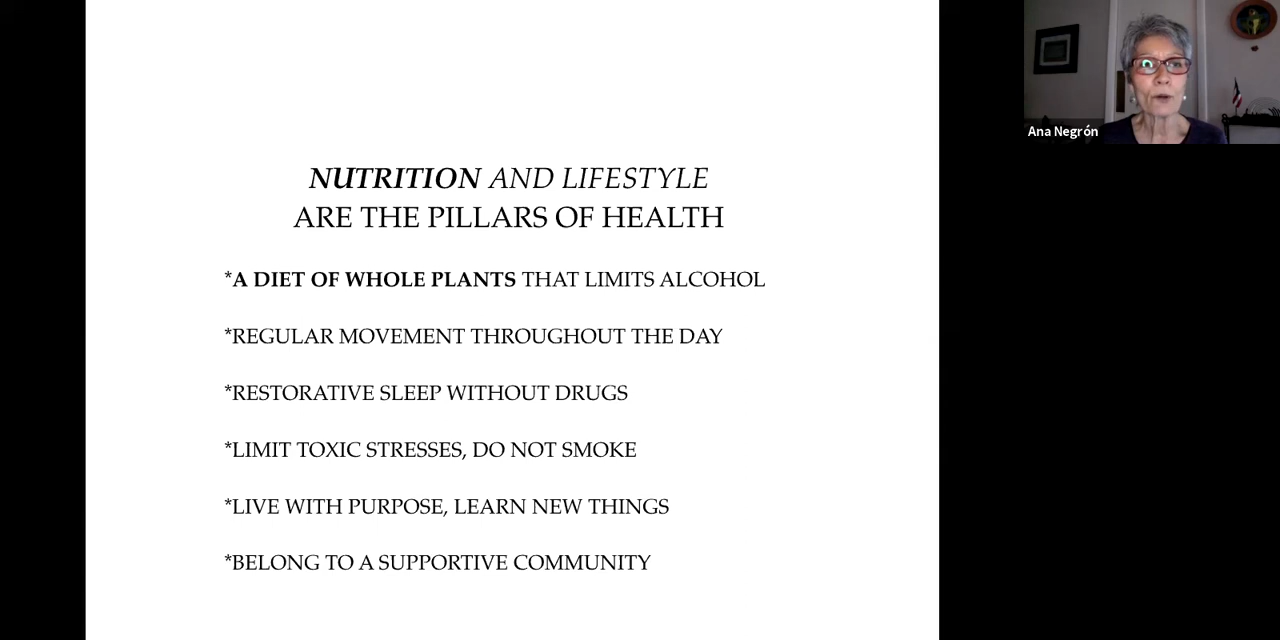 NUTRITION AND LIFESTYLE
ARE THE PILLARS OF HEALTH
*A DIET OF WHOLE PLANTS THAT LIMITS ALCOHOL
*REGULAR MOVEMENT THROUGHOUT THE DAY
*RESTORATIVE SLEEP WITHOUT DRUGS
*LIMIT TOXIC STRESSES, DO NOT SMOKE
*LIVE WITH PURPOSE, LEARN NEW THINGS
*BELONG TO A SUPPORTIVE COMMUNITY
Ana Negrón